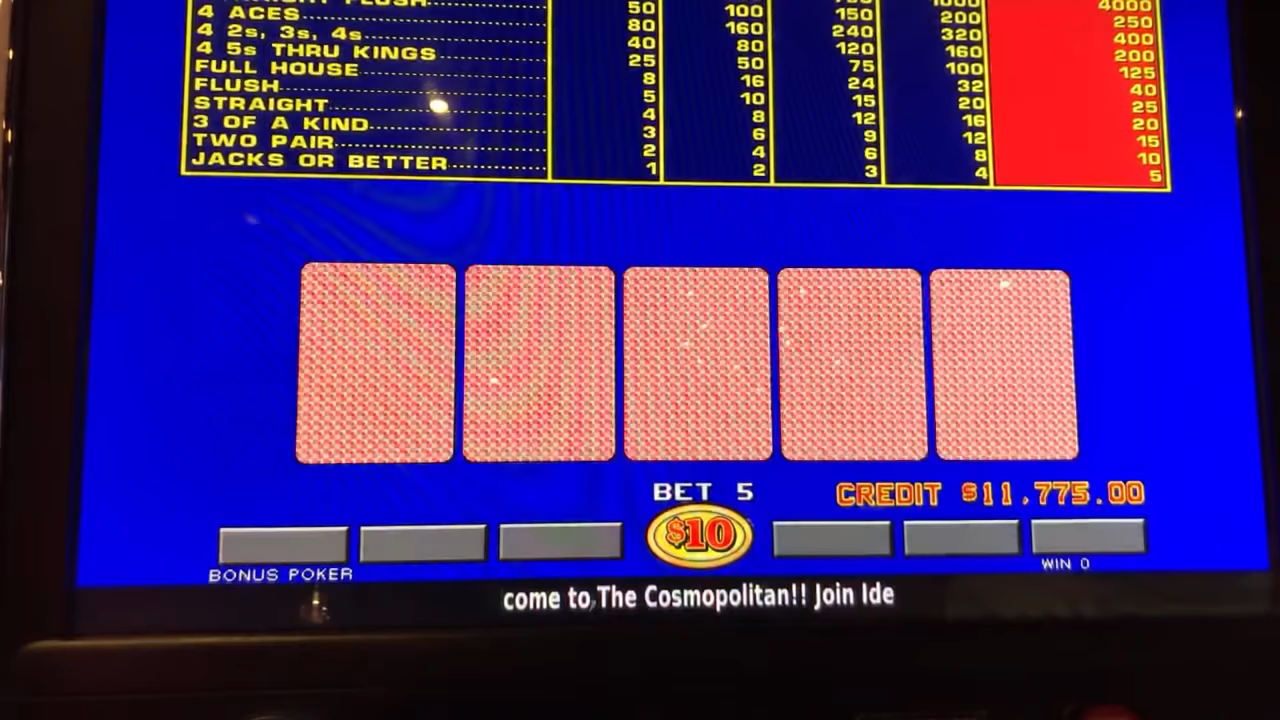 1000 4000
STRAIGHT FLUSH 50 100 150 200 250
4 ACES 80 160 240 320 400
4 2s, 3s, 4s 40 80 120 160 200
4 5s THRU KINGS 25 50 75 100 125
FULL HOUSE 8 16 24 32 40
FLUSH 5 10 15 20 25
STRAIGHT 4 8 12 16 20
3 OF A KIND 3 6 9 12 15
TWO PAIR 2 4 6 8 10
JACKS OR BETTER 1 2 3 4 5
BET 5 CREDIT $11,775.00
$10
BONUS POKER WIN 0
come to The Cosmopolitan!! Join Ide